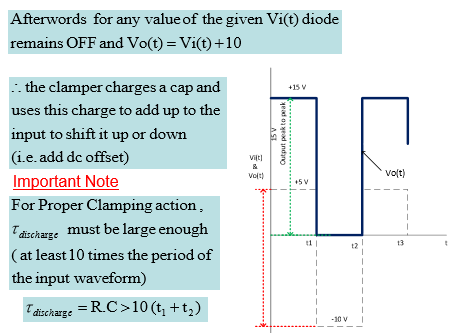 Afterwords for any value of the given Vi(t) diode
remains OFF and Vo(t) = Vi(t) +10
∴ the clamper charges a cap and
uses this charge to add up to the
input to shift it up or down
(i.e. add dc offset)
Important Note
For Proper Clamping action ,
τ discharge must be large enough
( at least 10 times the period of
the input waveform)
τ discharge = R.C > 10 (t₁ + t₂)
+15 V
15 V
Output peak to peak
Vi(t)
&
Vo(t)
+5 V
Vo(t)
t1
t2
t3
t
-10 V